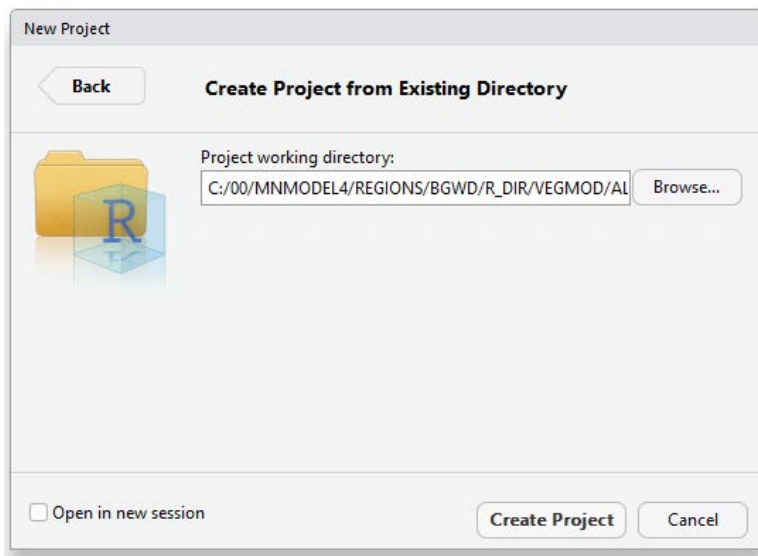 New Project
Back
Create Project from Existing Directory
Project working directory:
C:/00/MNMODEL4/REGIONS/BGWD/R_DIR/VEGMOD/AL
Browse...
R
Open in new session
Create Project
Cancel